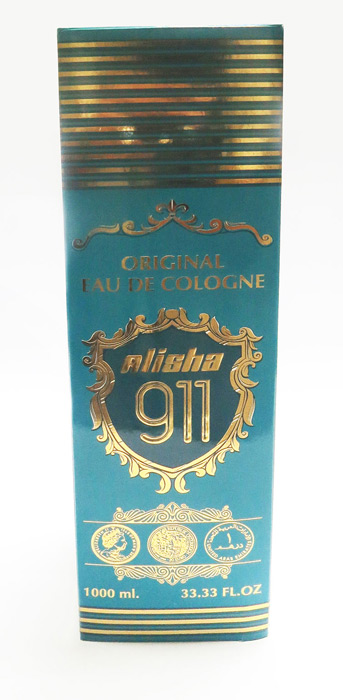 ORIGINAL
EAU DE COLOGNE
Alisha
911
1000 ml. 33.33 FL.OZ